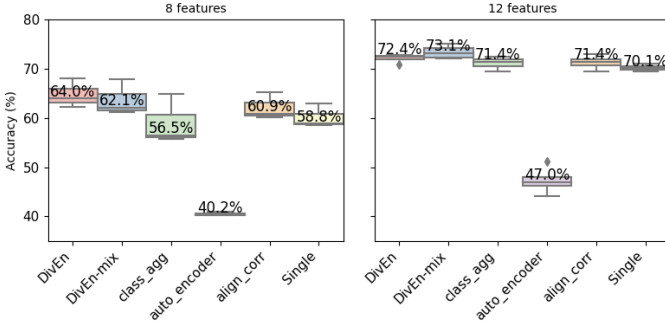 8 features
12 features
Accuracy (%)
80
70
60
50
40
64.0%
62.1%
56.5%
40.2%
60.9%
58.8%
72.4%
73.1%
71.4%
47.0%
71.4%
70.1%
DivEn
DivEn-mix
class_agg
auto_encoder
align_corr
Single
DivEn
DivEn-mix
class_agg
auto_encoder
align_corr
Single